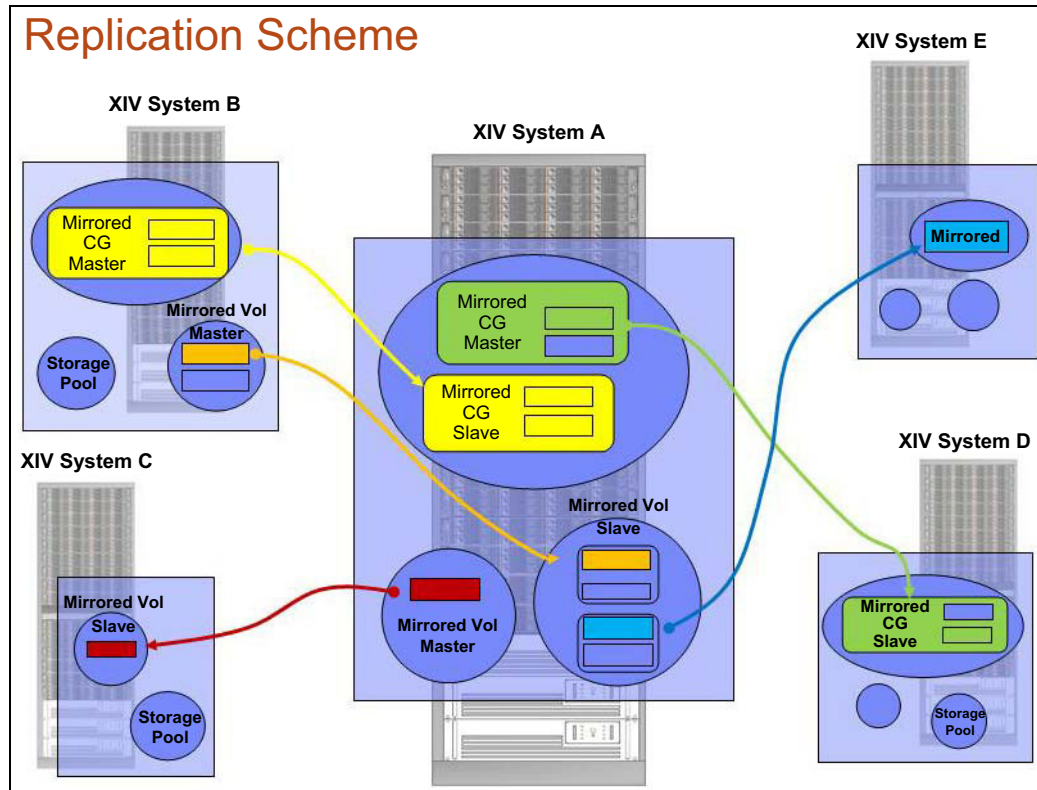 Replication Scheme
XIV System E
XIV System B
XIV System A
Mirrored
CG
Master
Mirrored
Mirrored
CG
Master
Mirrored Vol
Master
Storage
Pool
Mirrored
CG
Slave
XIV System D
XIV System C
Mirrored Vol
Slave
Mirrored Vol
Slave
Mirrored Vol
Master
Mirrored
CG
Slave
Storage
Pool
Storage
Pool